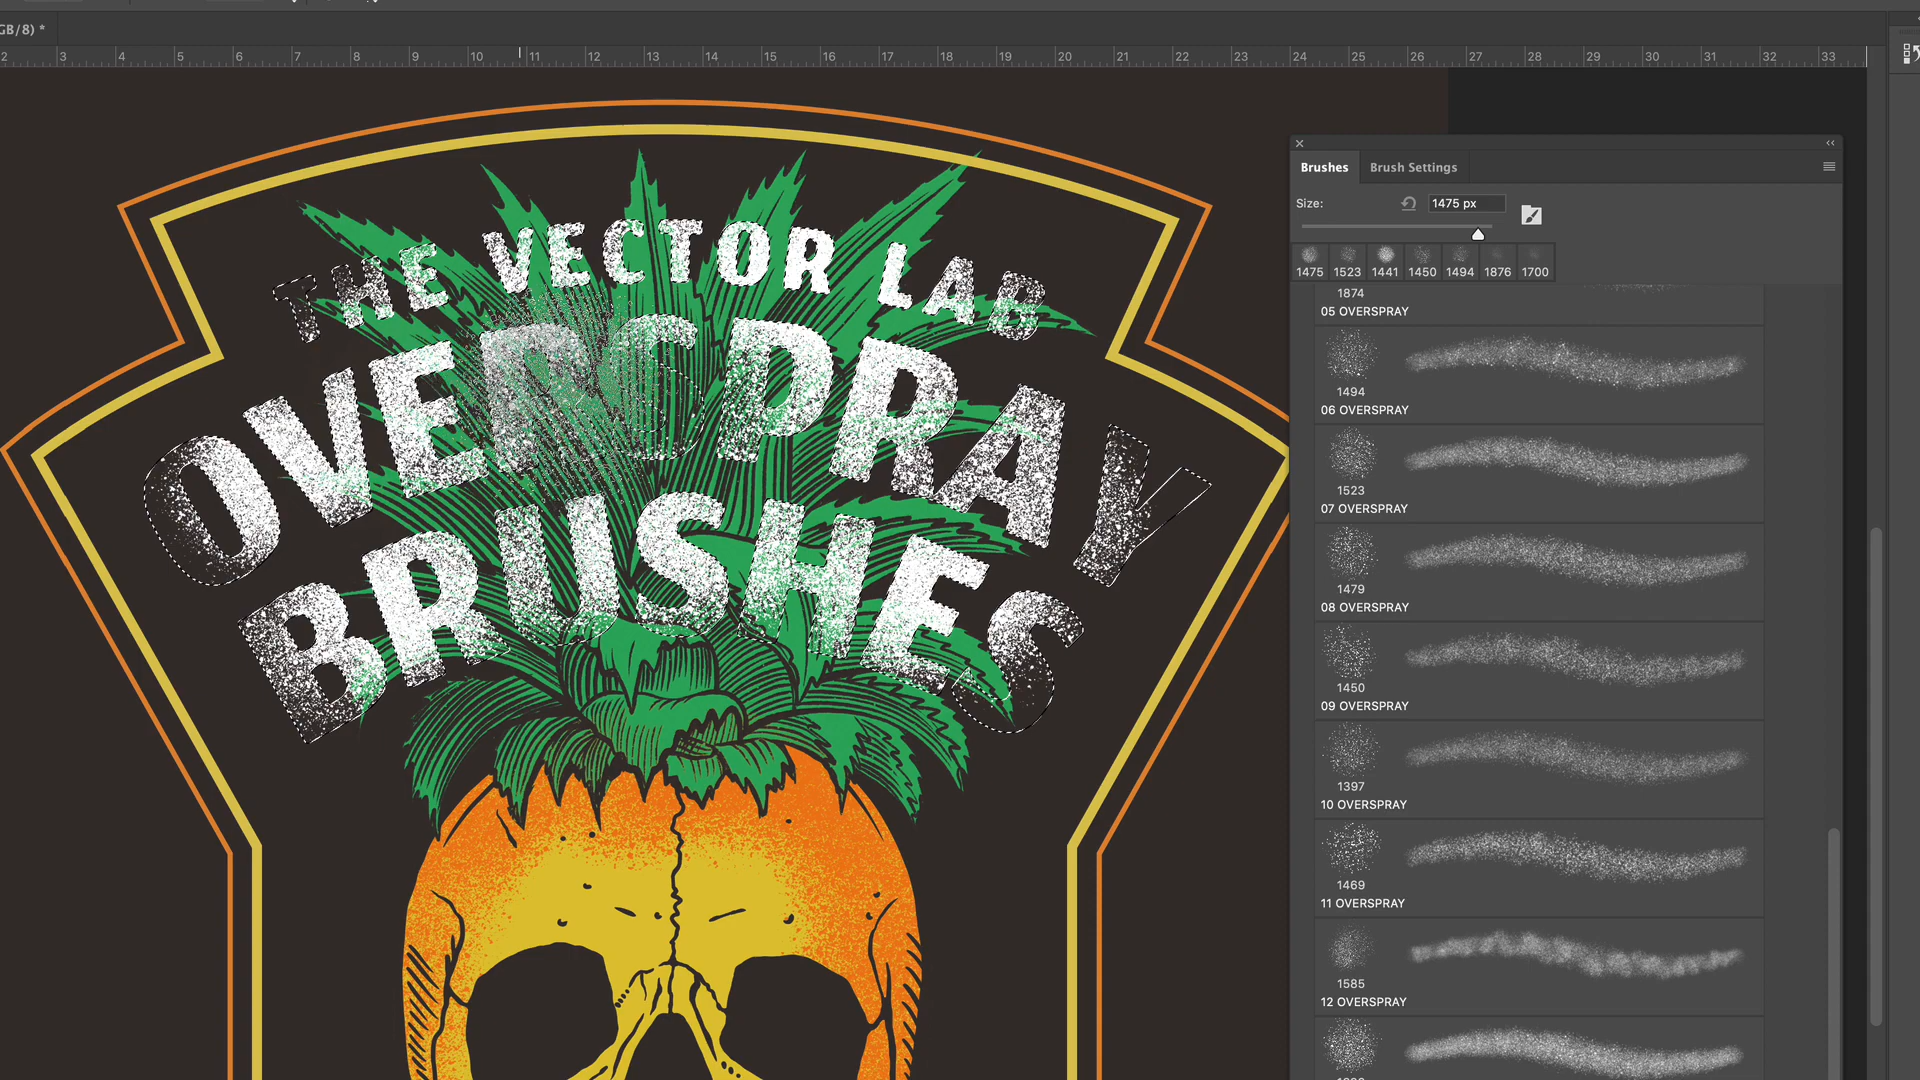 GB/8) *
2 3 4 5 6 7 8 9 10 11 12 13 14 15 16 17 18 19 20 21 22 23 24 25 26 27 28 29 30 31 32 33
THE VECTOR LAB
OVERSPRAY
BRUSHES
Brushes Brush Settings
Size: 1475 px
1475 1523 1441 1450 1494 1876 1700
1874
05 OVERSPRAY
1494
06 OVERSPRAY
1523
07 OVERSPRAY
1479
08 OVERSPRAY
1450
09 OVERSPRAY
1397
10 OVERSPRAY
1469
11 OVERSPRAY
1585
12 OVERSPRAY